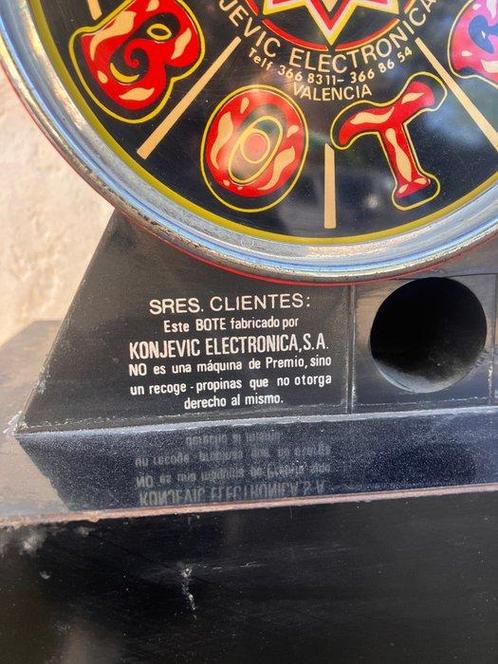 KONJEVIC ELECTRONICA
Telf 366 8311-366 86 54
VALENCIA
B O T E
SRES. CLIENTES:
Este BOTE fabricado por
KONJEVIC ELECTRONICA, S.A.
NO es una máquina de Premio, sino
un recoge-propinas que no otorga
derecho al mismo.